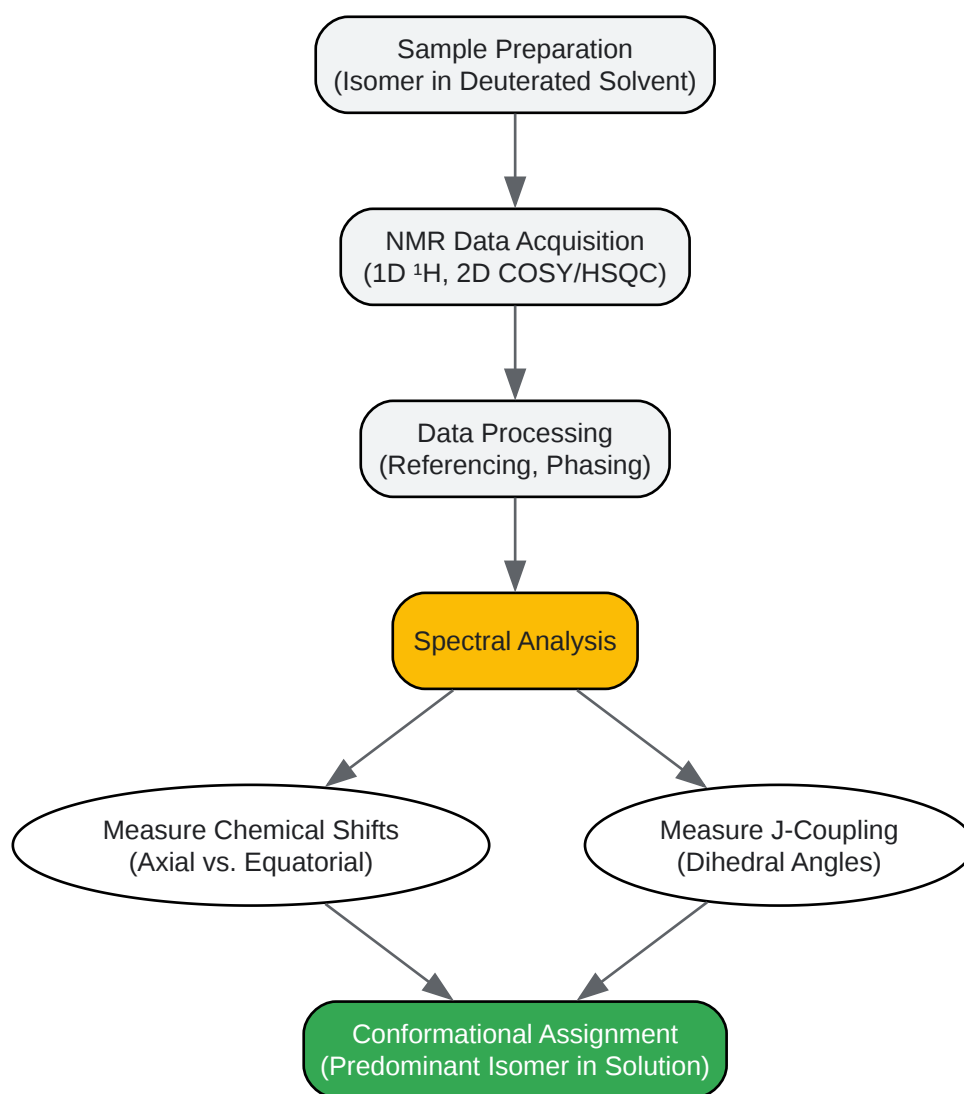 Sample Preparation
(Isomer in Deuterated Solvent)
NMR Data Acquisition
(1D ¹H, 2D COSY/HSQC)
Data Processing
(Referencing, Phasing)
Spectral Analysis
Measure Chemical Shifts
(Axial vs. Equatorial)
Measure J-Coupling
(Dihedral Angles)
Conformational Assignment
(Predominant Isomer in Solution)